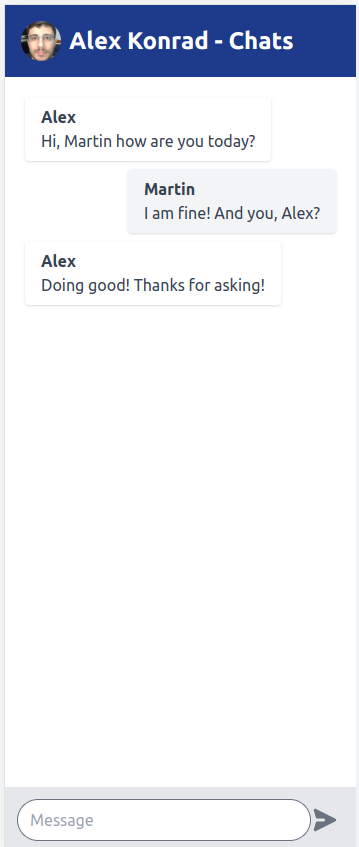 Alex Konrad - Chats
Alex
Hi, Martin how are you today?
Martin
I am fine! And you, Alex?
Alex
Doing good! Thanks for asking!
Message